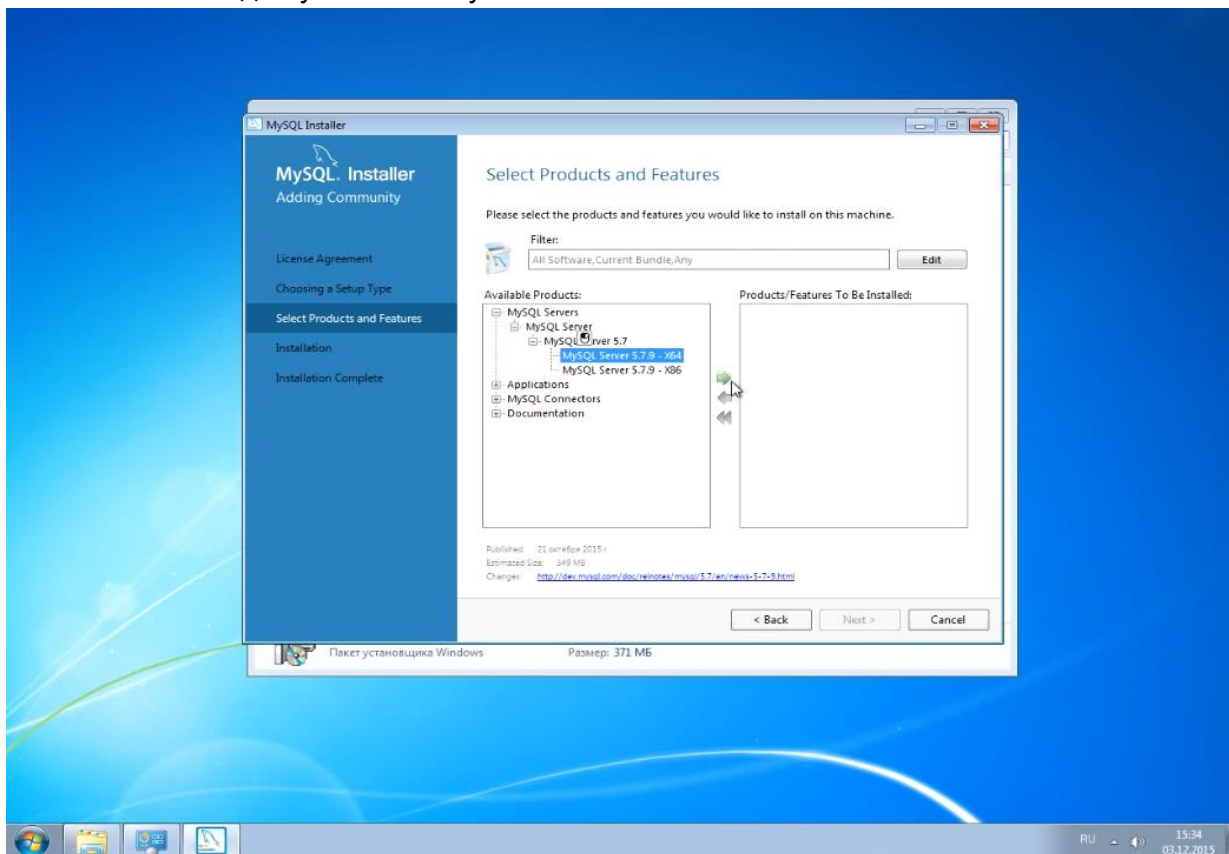 MySQL Installer
MySQL. Installer
Adding Community
License Agreement
Choosing a Setup Type
Select Products and Features
Installation
Installation Complete
Select Products and Features
Please select the products and features you would like to install on this machine.
Filter:
All Software,Current Bundle,Any
Edit
Available Products:
MySQL Servers
MySQL Server
MySQL Server 5.7
MySQL Server 5.7.9 - X64
MySQL Server 5.7.9 - X86
Applications
MySQL Connectors
Documentation
Products/Features To Be Installed:
Published: 21 октября 2015 г.
Estimated Size: 349 MB
Changes: http://dev.mysql.com/doc/relnotes/mysql/5.7/en/news-5-7-9.html
< Back
Next >
Cancel
Пакет установщика Windows
Размер: 371 МБ
RU
15:34
03.12.2015